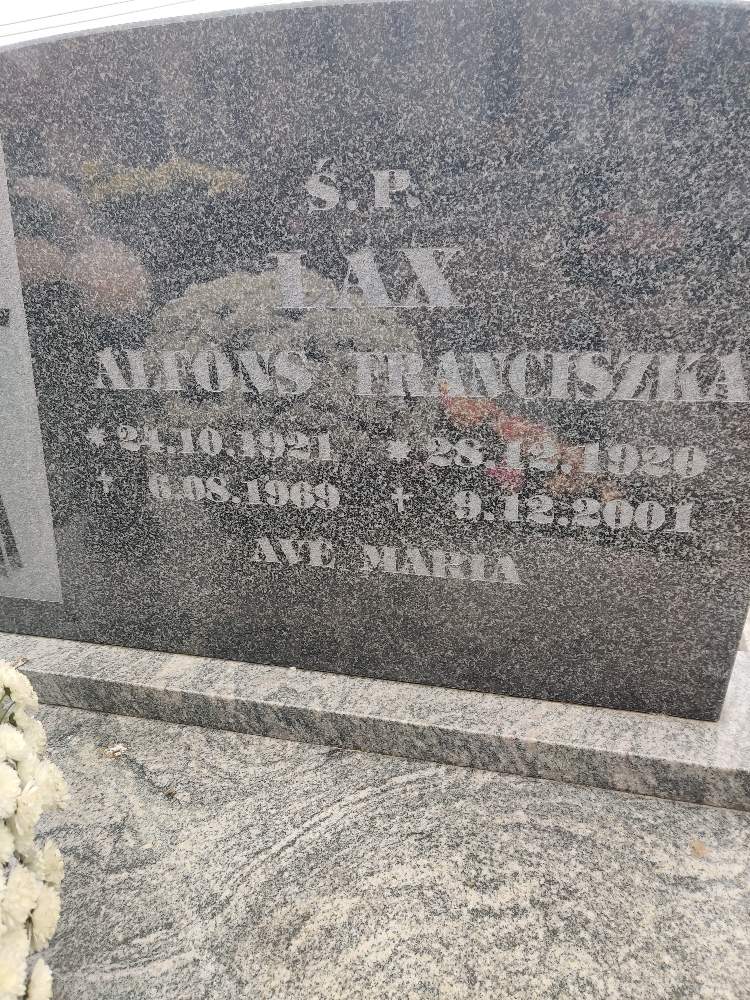 Ś.P.
LAX
ALFONS FRANCISZKA
* 24.10.1921 * 28.12.1920
+ 6.08.1969 + 9.12.2001
AVE MARIA